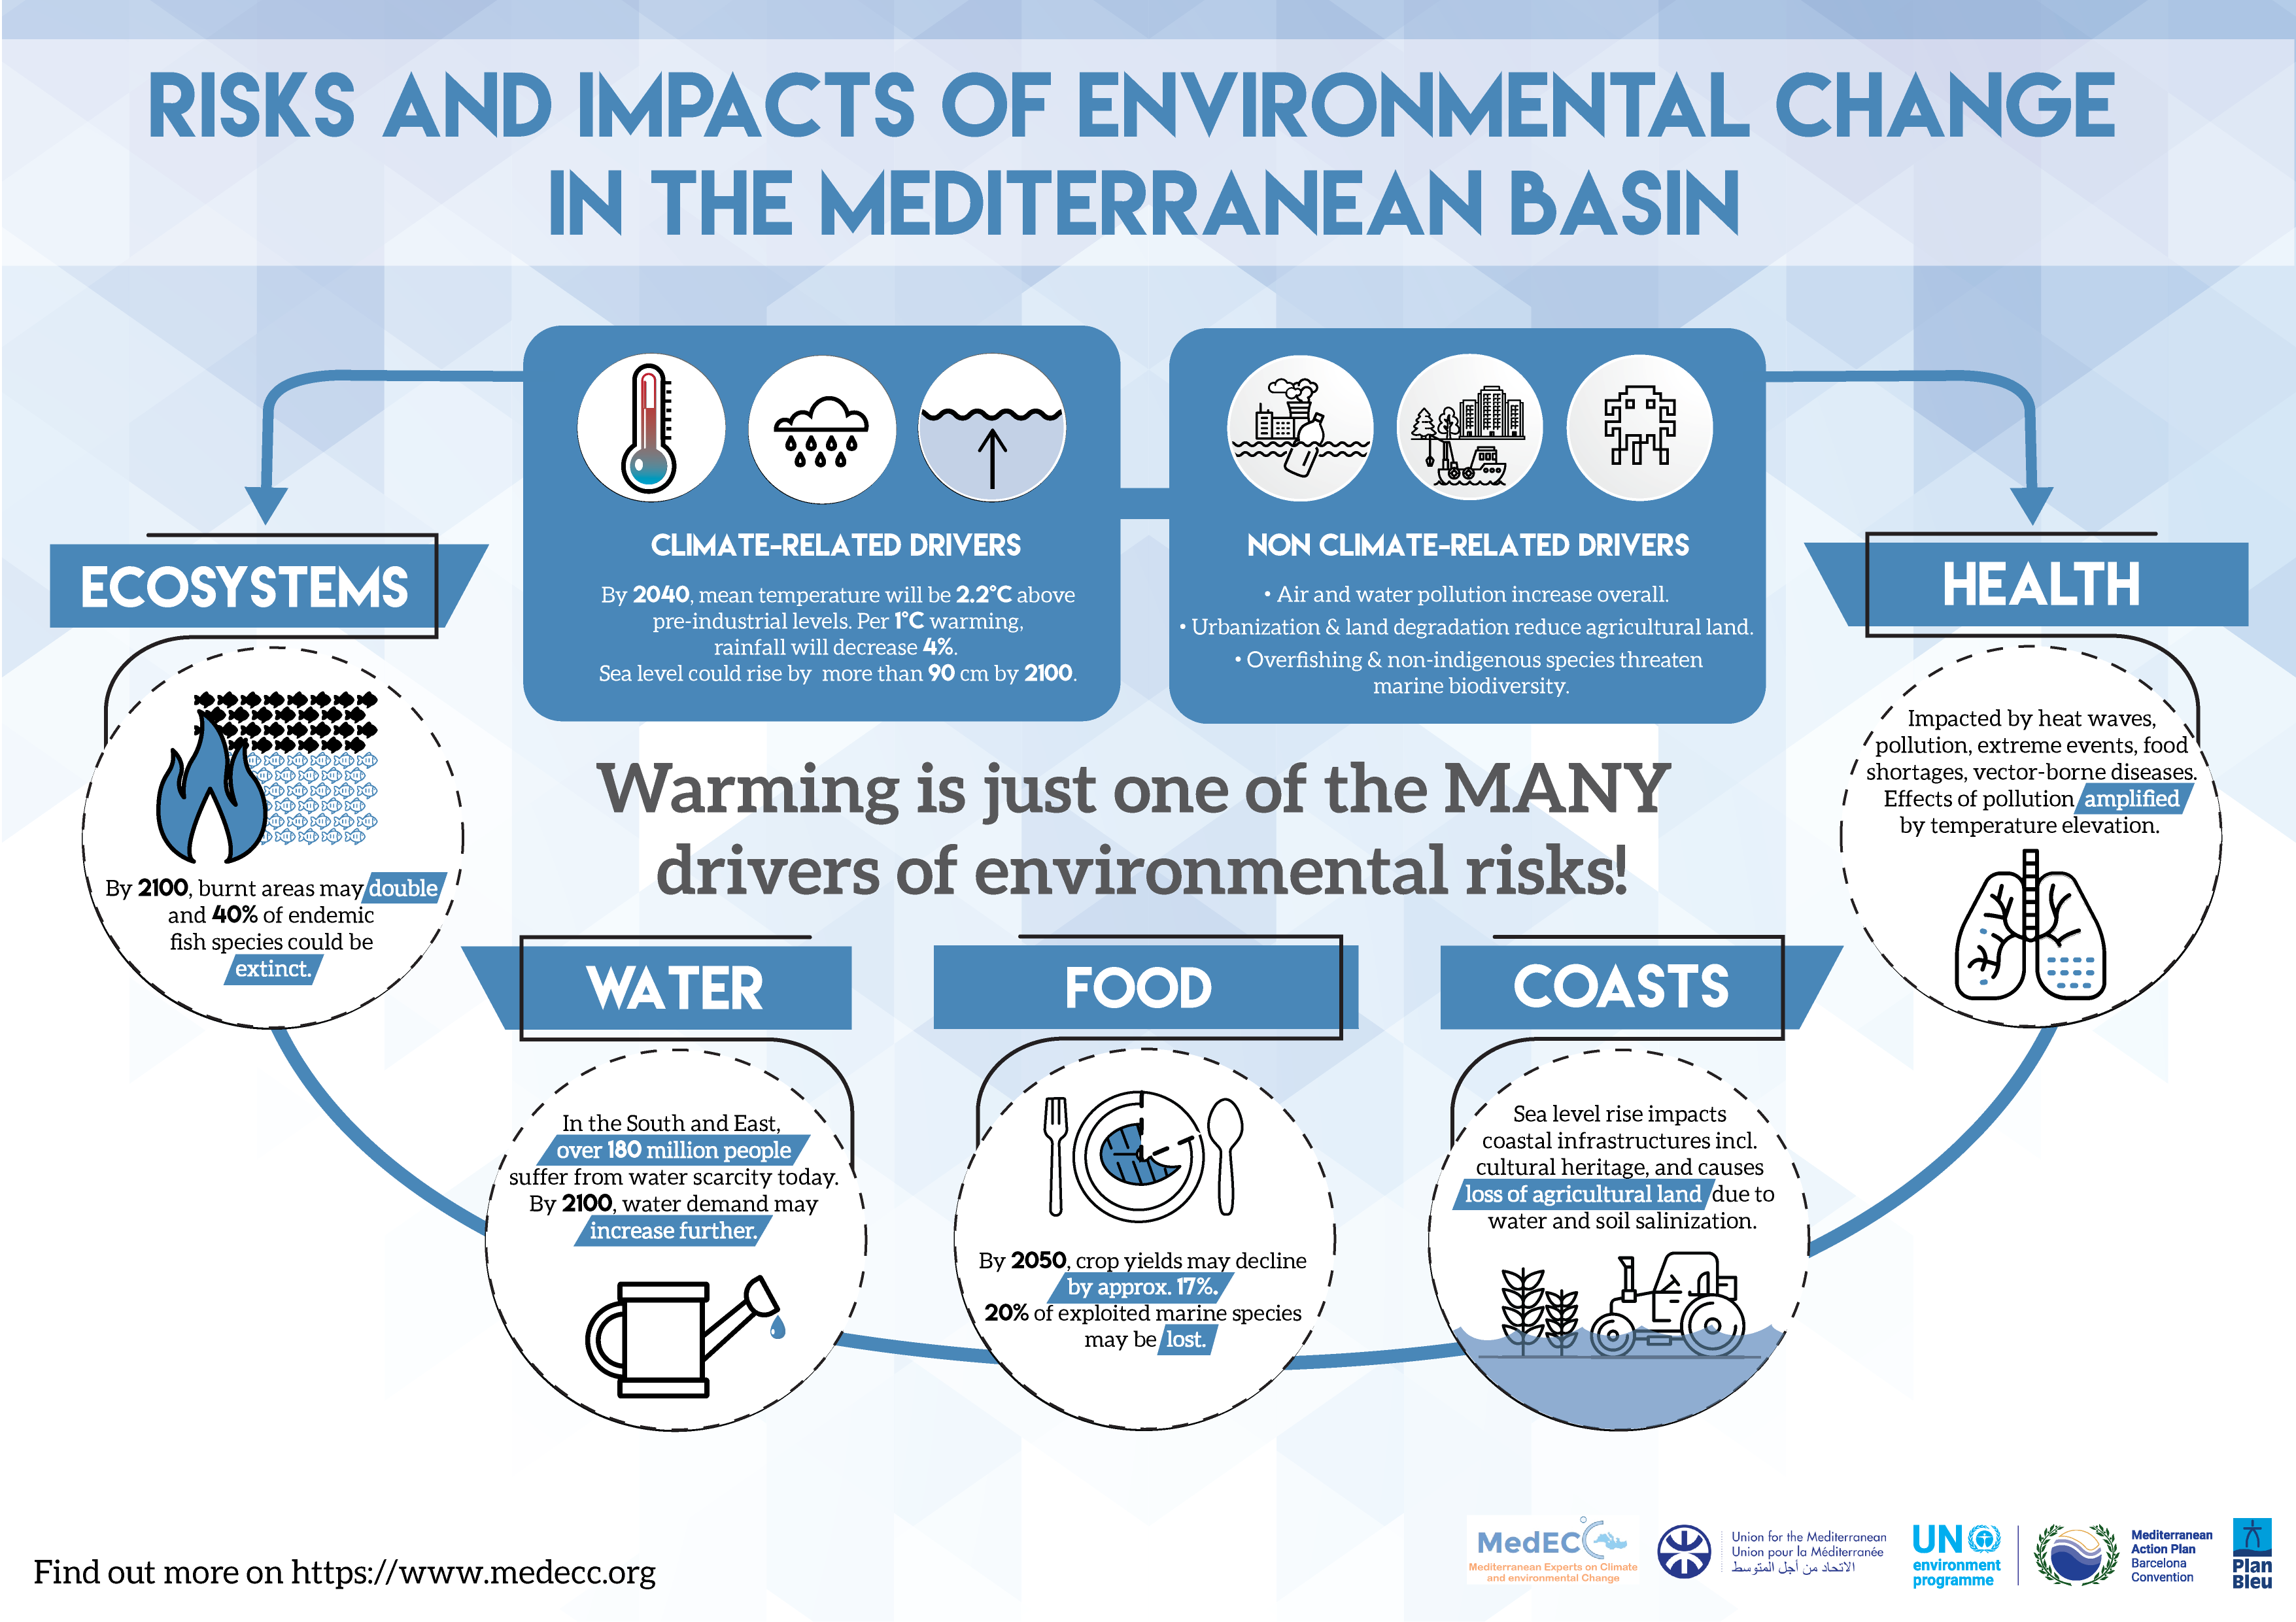 RISKS AND IMPACTS OF ENVIRONMENTAL CHANGE
IN THE MEDITERRANEAN BASIN
CLIMATE-RELATED DRIVERS
By 2040, mean temperature will be 2.2°C above
pre-industrial levels. Per 1°C warming,
rainfall will decrease 4%.
Sea level could rise by more than 90 cm by 2100.
NON CLIMATE-RELATED DRIVERS
• Air and water pollution increase overall.
• Urbanization & land degradation reduce agricultural land.
• Overfishing & non-indigenous species threaten
marine biodiversity.
ECOSYSTEMS
By 2100, burnt areas may double
and 40% of endemic
fish species could be
extinct.
HEALTH
Impacted by heat waves,
pollution, extreme events, food
shortages, vector-borne diseases.
Effects of pollution amplified
by temperature elevation.
Warming is just one of the MANY
drivers of environmental risks!
WATER
In the South and East,
over 180 million people
suffer from water scarcity today.
By 2100, water demand may
increase further.
FOOD
By 2050, crop yields may decline
by approx. 17%.
20% of exploited marine species
may be lost.
COASTS
Sea level rise impacts
coastal infrastructures incl.
cultural heritage, and causes
loss of agricultural land due to
water and soil salinization.
Find out more on https://www.medecc.org
MedECC
Mediterranean Experts on Climate
and environmental Change
Union for the Mediterranean
Union pour la Méditerranée
الاتحاد من أجل المتوسط
UN
environment
programme
Mediterranean
Action Plan
Barcelona
Convention
Plan
Bleu